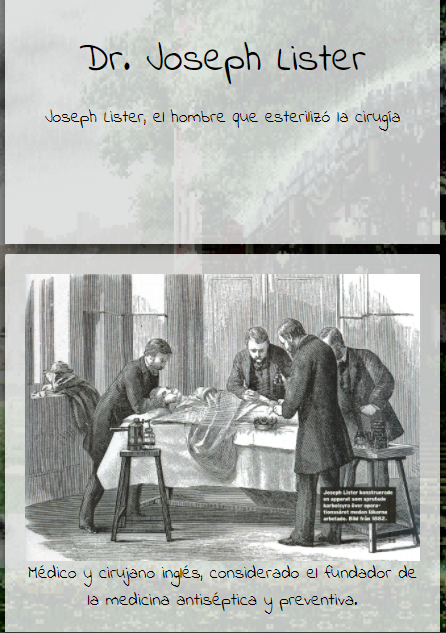 Dr. Joseph Lister
Joseph Lister, el hombre que esterilizó la cirugía
Joseph Lister konstruerade
en apparat som sprutade
karbolsyra över opera-
tionssåret medan läkarna
arbetade. Bild från 1882.
Médico y cirujano inglés, considerado el fundador de
la medicina antiséptica y preventiva.